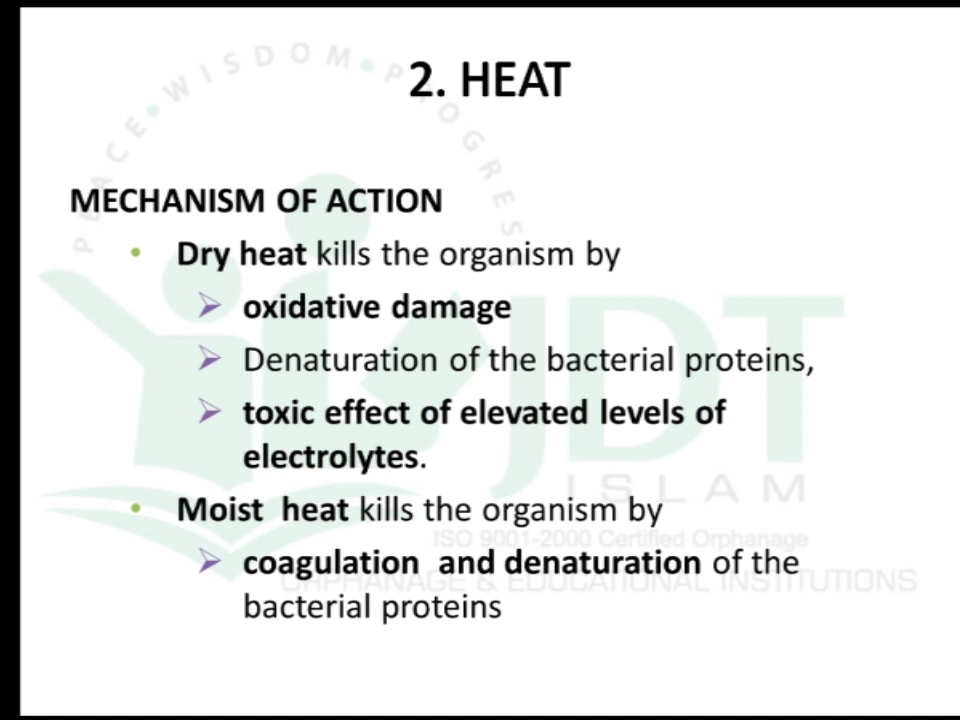 PEACE•WISDOM•PROGRESS
2. HEAT
MECHANISM OF ACTION
• Dry heat kills the organism by
➢ oxidative damage
➢ Denaturation of the bacterial proteins,
➢ toxic effect of elevated levels of
electrolytes.
• Moist heat kills the organism by
➢ coagulation and denaturation of the
bacterial proteins
JDT
ISLAM
ISO 9001-2000 Certified Orphanage
ORPHANAGE & EDUCATIONAL INSTITUTIONS